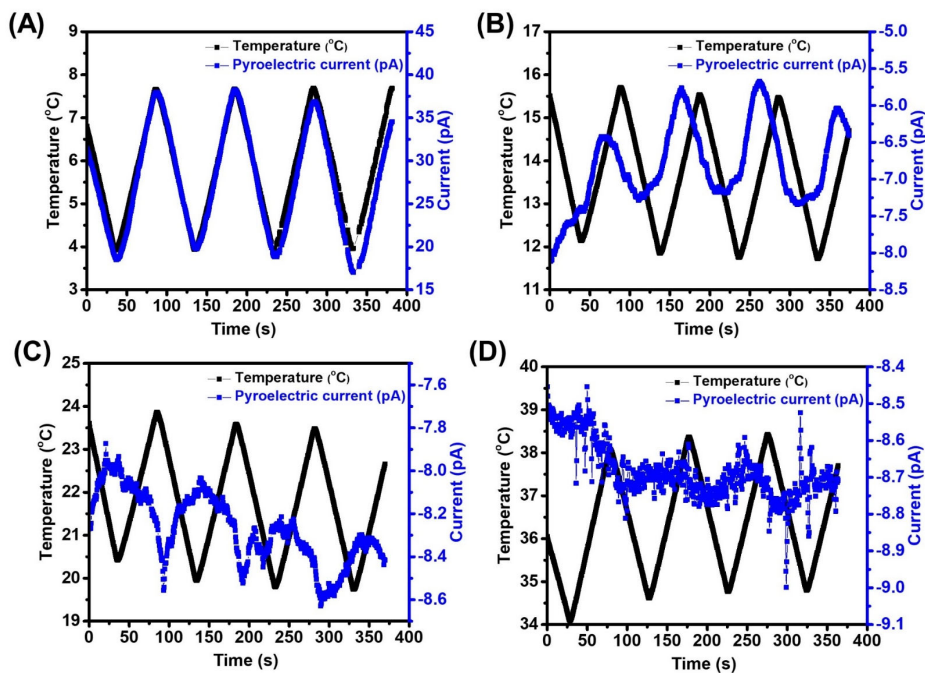 (A)
9
8
7
6
5
4
3
Temperature (°C)
45
40
35
30
25
20
15
Current (pA)
Temperature (°C)
Pyroelectric current (pA)
0 50 100 150 200 250 300 350 400
Time (s)
(B)
17
16
15
14
13
12
11
Temperature (°C)
-5.0
-5.5
-6.0
-6.5
-7.0
-7.5
-8.0
-8.5
Current (pA)
Temperature (°C)
Pyroelectric current (pA)
0 50 100 150 200 250 300 350 400
Time (s)
(C)
25
24
23
22
21
20
19
Temperature (°C)
-7.6
-7.8
-8.0
-8.2
-8.4
-8.6
Current (pA)
Temperature (°C)
Pyroelectric current (pA)
0 50 100 150 200 250 300 350 400
Time (s)
(D)
40
39
38
37
36
35
34
Temperature (°C)
-8.4
-8.5
-8.6
-8.7
-8.8
-8.9
-9.0
-9.1
Current (pA)
Temperature (°C)
Pyroelectric current (pA)
0 50 100 150 200 250 300 350 400
Time (s)